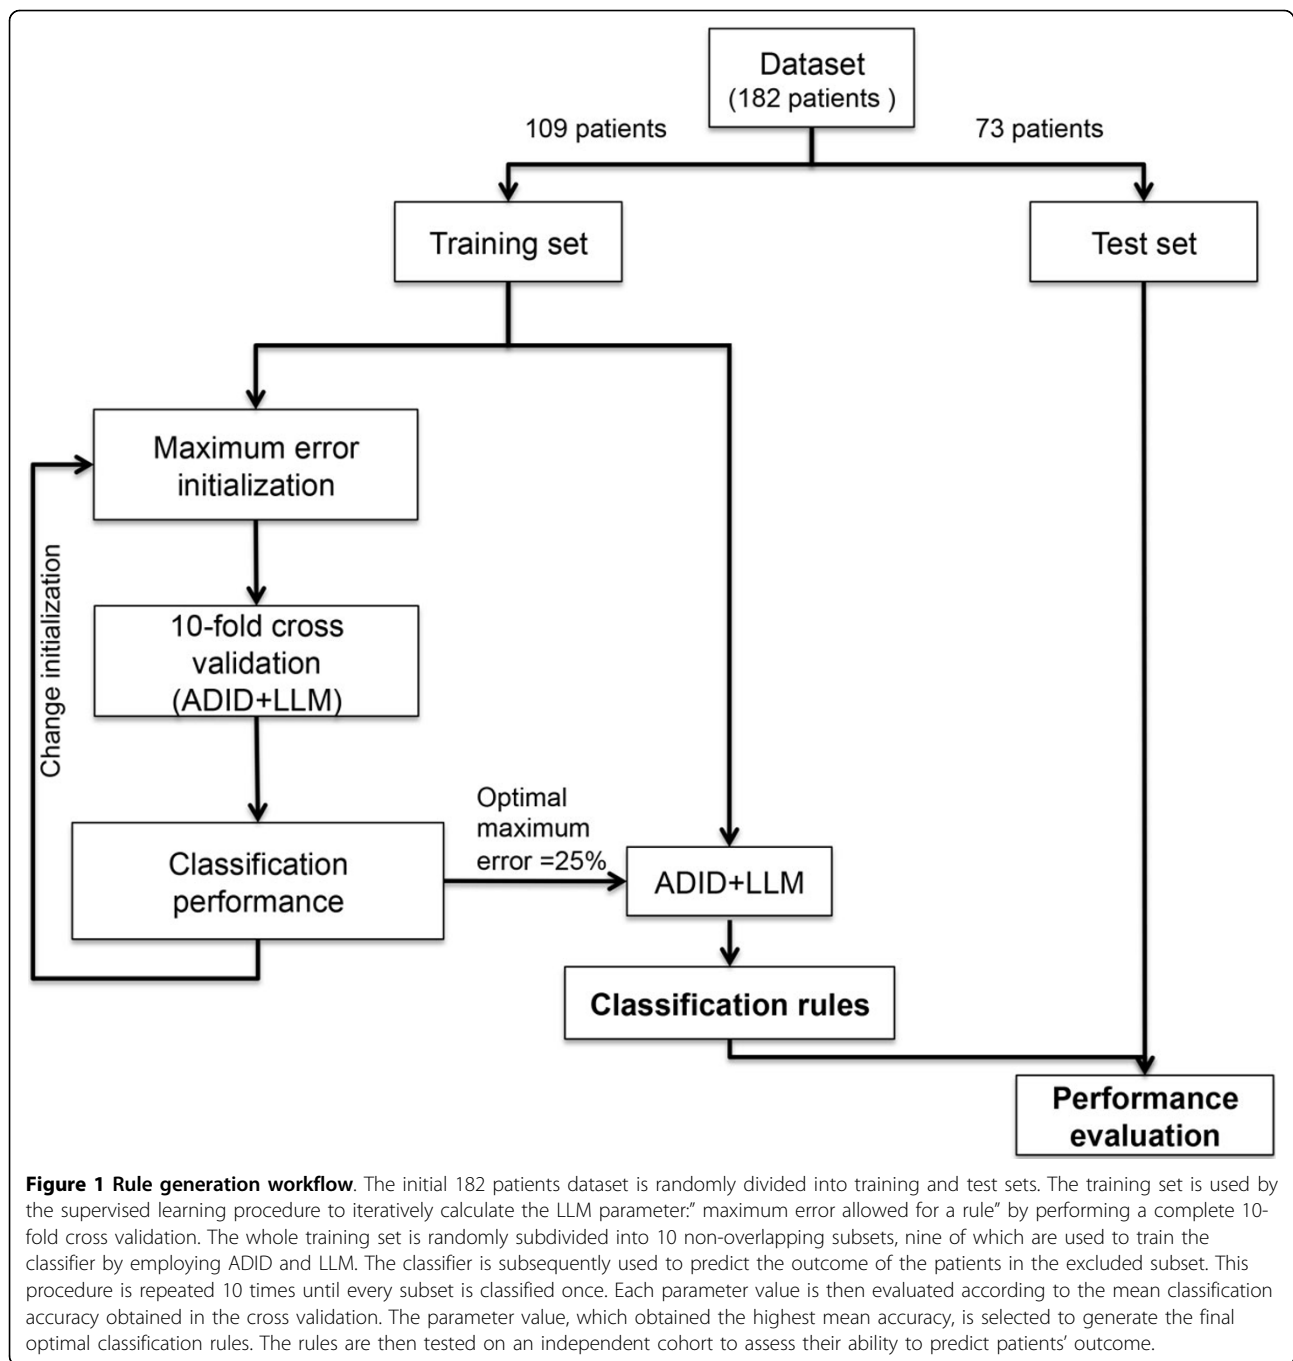 Dataset
(182 patients )
109 patients
73 patients
Training set
Test set
Maximum error
initialization
Change initialization
10-fold cross
validation
(ADID+LLM)
Optimal
maximum
error =25%
Classification
performance
ADID+LLM
Classification rules
Performance
evaluation
Figure 1 Rule generation workflow. The initial 182 patients dataset is randomly divided into training and test sets. The training set is used by
the supervised learning procedure to iteratively calculate the LLM parameter:” maximum error allowed for a rule” by performing a complete 10-
fold cross validation. The whole training set is randomly subdivided into 10 non-overlapping subsets, nine of which are used to train the
classifier by employing ADID and LLM. The classifier is subsequently used to predict the outcome of the patients in the excluded subset. This
procedure is repeated 10 times until every subset is classified once. Each parameter value is then evaluated according to the mean classification
accuracy obtained in the cross validation. The parameter value, which obtained the highest mean accuracy, is selected to generate the final
optimal classification rules. The rules are then tested on an independent cohort to assess their ability to predict patients’ outcome.